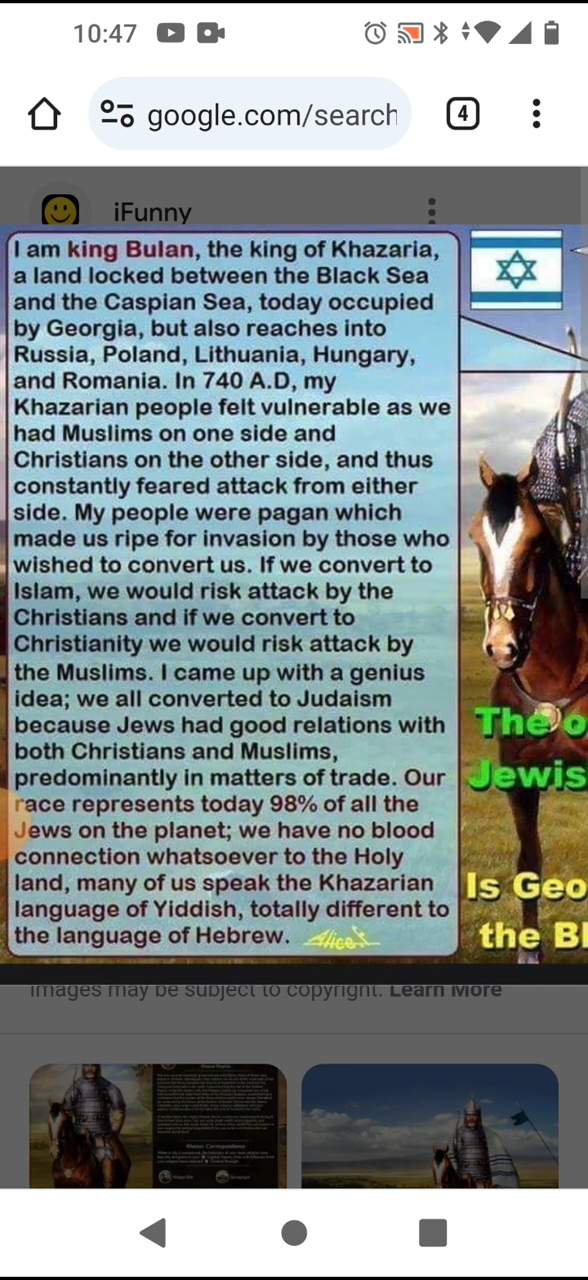 10:47
google.com/search
4
iFunny
I am king Bulan, the king of Khazaria,
a land locked between the Black Sea
and the Caspian Sea, today occupied
by Georgia, but also reaches into
Russia, Poland, Lithuania, Hungary,
and Romania. In 740 A.D, my
Khazarian people felt vulnerable as we
had Muslims on one side and
Christians on the other side, and thus
constantly feared attack from either
side. My people were pagan which
made us ripe for invasion by those who
wished to convert us. If we convert to
Islam, we would risk attack by the
Christians and if we convert to
Christianity we would risk attack by
the Muslims. I came up with a genius
idea; we all converted to Judaism
because Jews had good relations with
both Christians and Muslims,
predominantly in matters of trade. Our
race represents today 98% of all the
Jews on the planet; we have no blood
connection whatsoever to the Holy
land, many of us speak the Khazarian
language of Yiddish, totally different to
the language of Hebrew.
The o
Jewis
Is Geo
the Bl
Images may be subject to copyright. Learn More